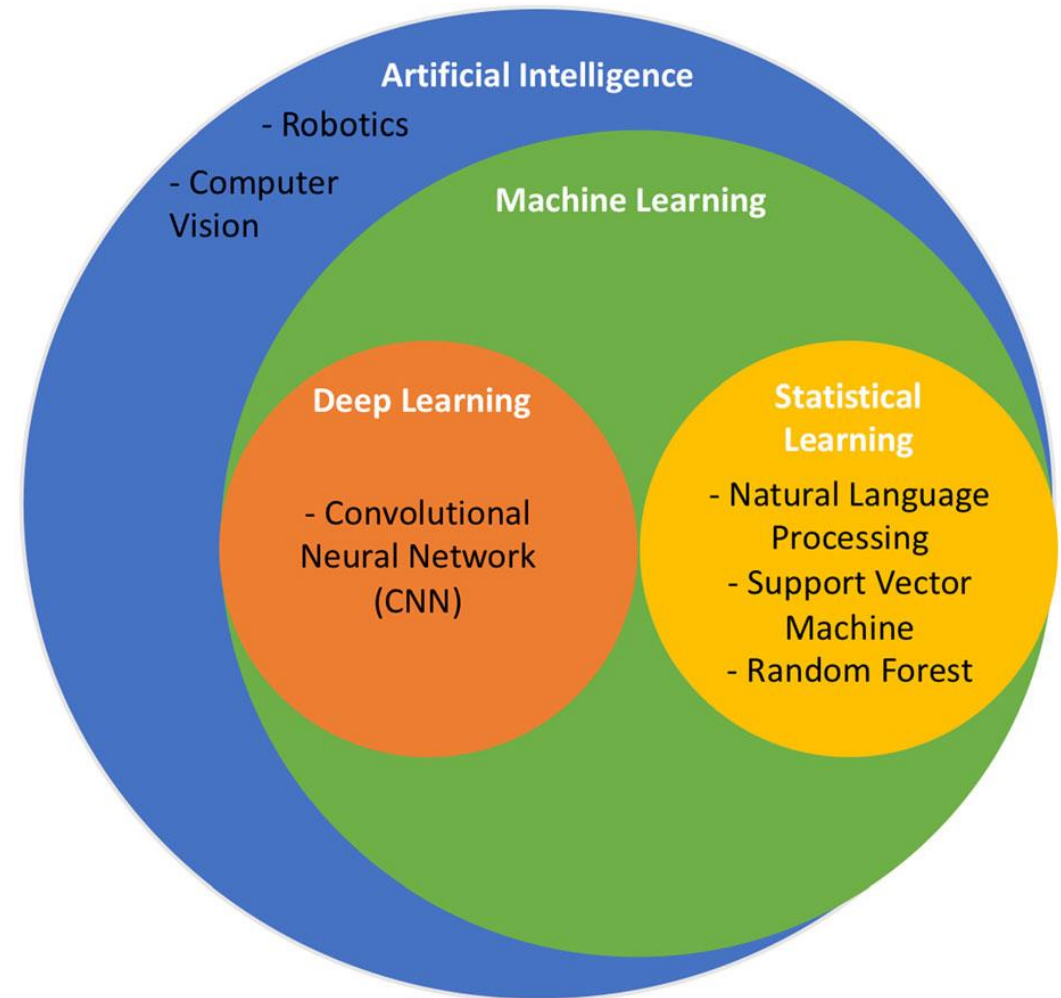 Artificial Intelligence
- Robotics
- Computer
Vision
Machine Learning
Deep Learning
- Convolutional
Neural Network
(CNN)
Statistical
Learning
- Natural Language
Processing
- Support Vector
Machine
- Random Forest